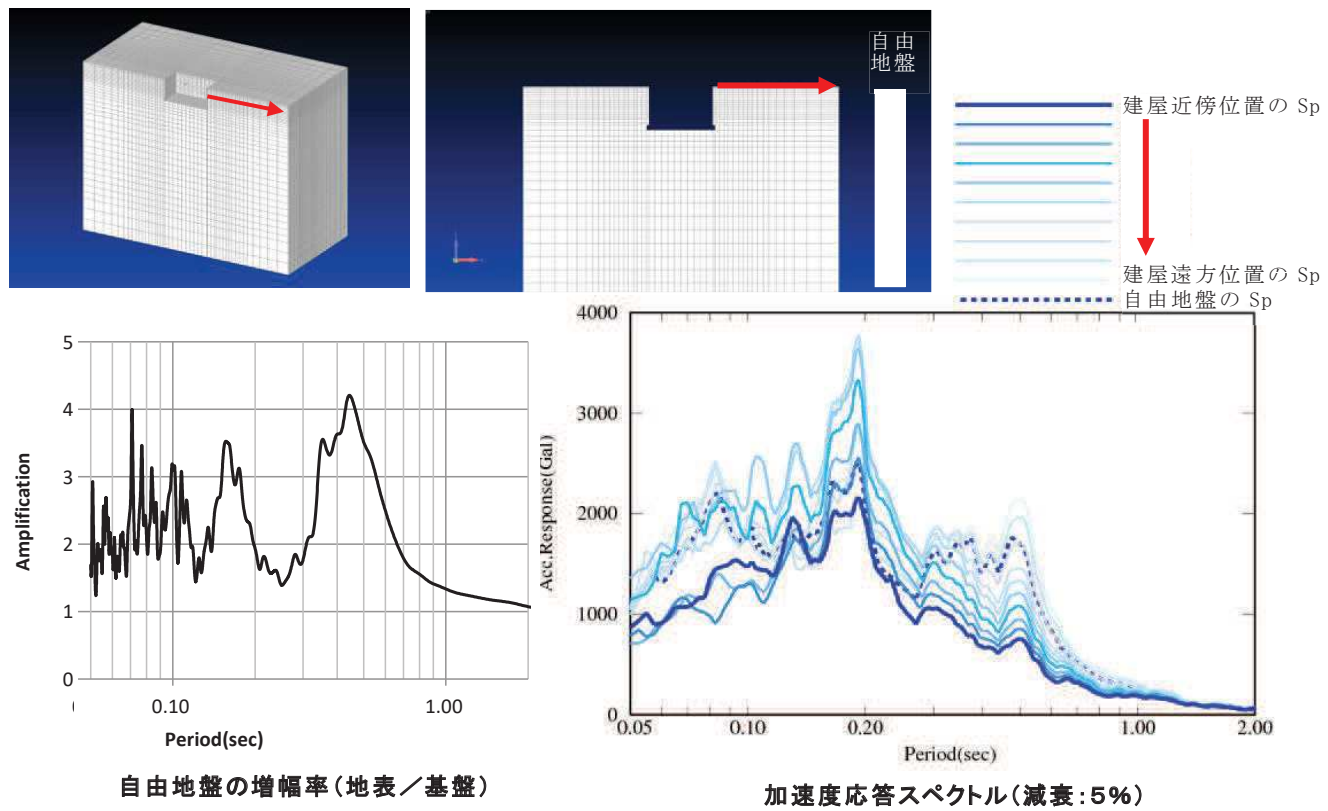 自由
地盤
建屋近傍位置の Sp
建屋遠方位置の Sp
自由地盤の Sp
5
4
3
2
1
0
Amplification
0.10
1.00
Period(sec)
自由地盤の増幅率(地表/基盤)
4000
3000
2000
1000
0
Acc.Response(Gal)
0.05
0.10
0.20
1.00
2.00
Period(sec)
加速度応答スペクトル(減衰:5%)